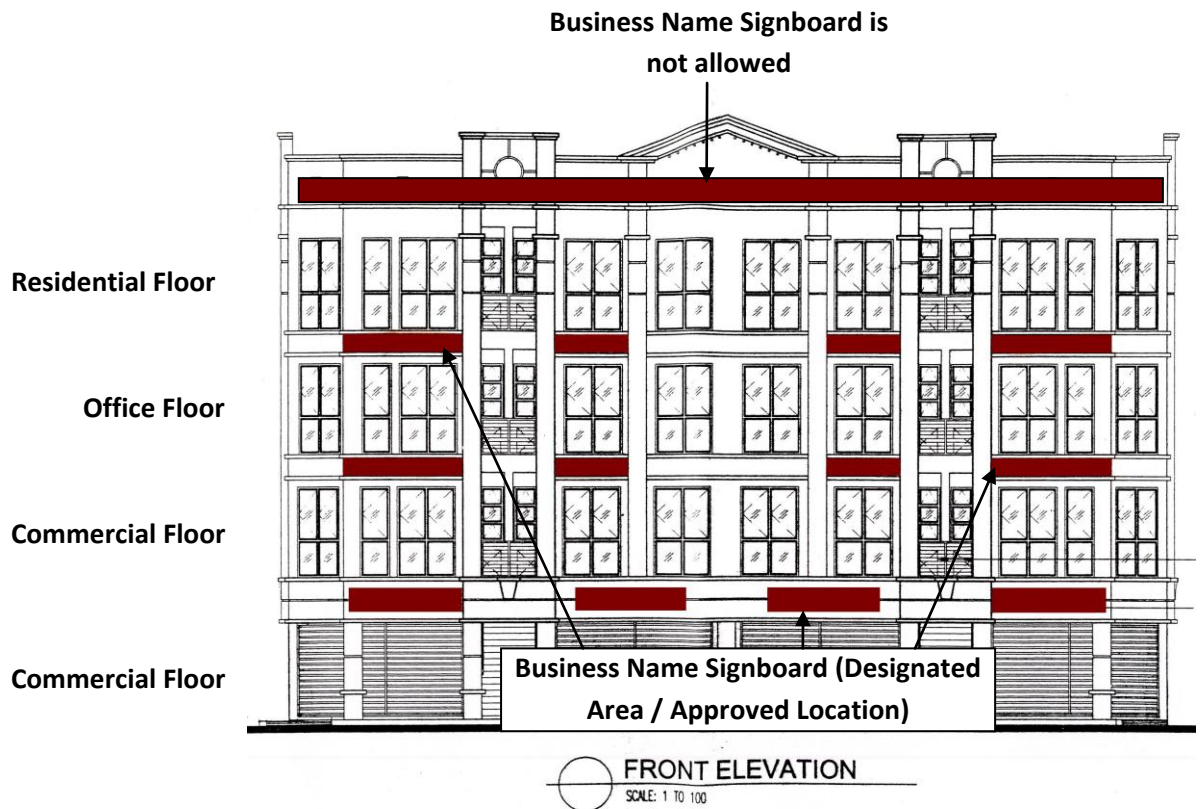 Business Name Signboard is
not allowed
Residential Floor
Office Floor
Commercial Floor
Commercial Floor
Business Name Signboard (Designated
Area / Approved Location)
FRONT ELEVATION
SCALE: 1 TO 100